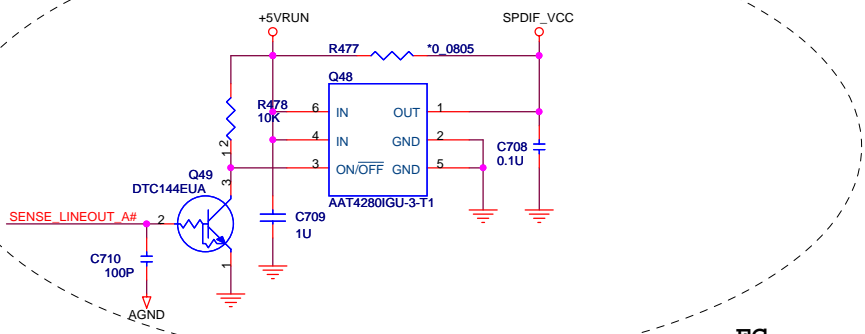 +5VRUN
SPDIF_VCC
R477
*0_0805
Q48
R478
10K
6
IN
OUT
1
4
IN
GND
2
3
ON/OFF
GND
5
C708
0.1U
1
2
Q49
DTC144EUA
3
AAT4280IGU-3-T1
SENSE_LINEOUT_A#
2
C709
1U
C710
100P
1
AGND